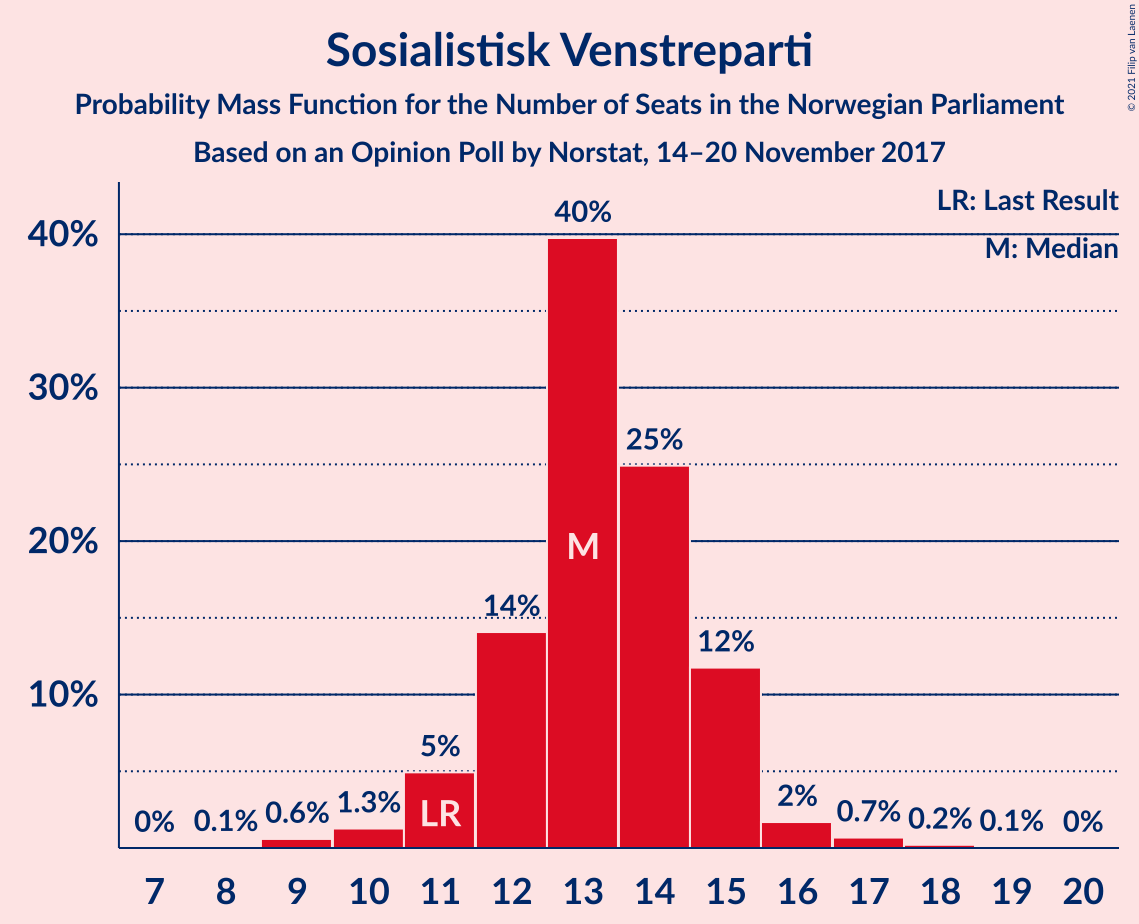 Sosialistisk Venstreparti
Probability Mass Function for the Number of Seats in the Norwegian Parliament
Based on an Opinion Poll by Norstat, 14–20 November 2017
© 2021 Filip van Laenen
LR: Last Result
M: Median
40%
30%
20%
10%
0%
0.1%
0.6%
1.3%
5%
14%
40%
25%
12%
2%
0.7%
0.2%
0.1%
0%
LR
M
7 8 9 10 11 12 13 14 15 16 17 18 19 20